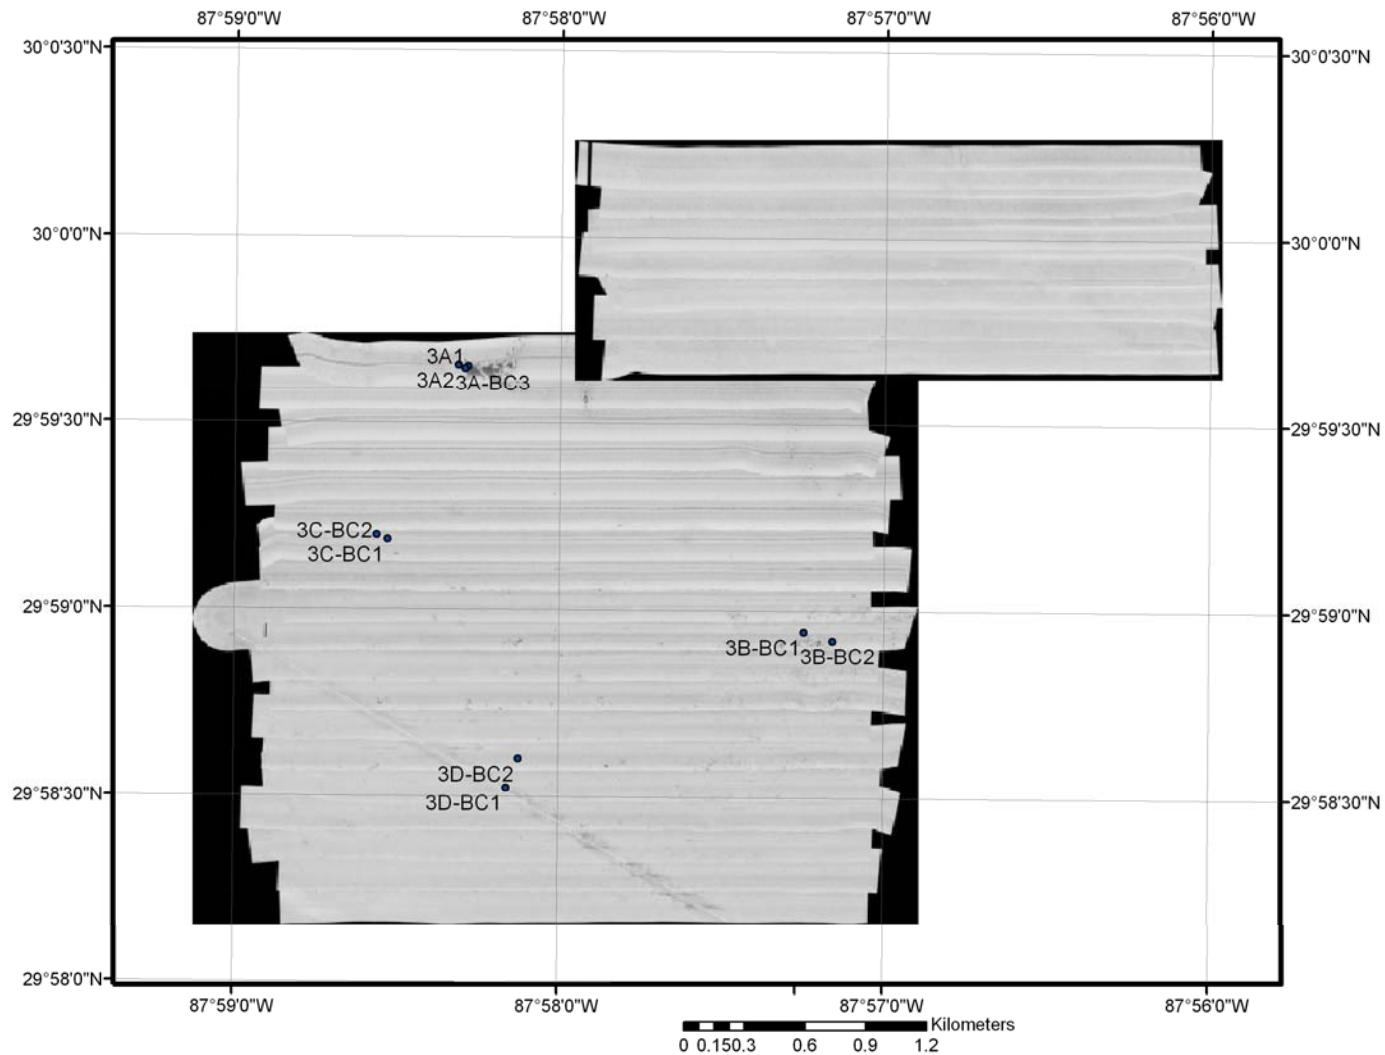 87°59'0"W 87°58'0"W 87°57'0"W 87°56'0"W
30°0'30"N 30°0'30"N
30°0'0"N 30°0'0"N
3A1
3A2 3A-BC3
29°59'30"N 29°59'30"N
3C-BC2
3C-BC1
29°59'0"N 29°59'0"N
3B-BC1
3B-BC2
3D-BC2
29°58'30"N 29°58'30"N
3D-BC1
29°58'0"N
87°59'0"W 87°58'0"W 87°57'0"W 87°56'0"W
Kilometers
0 0.15 0.3 0.6 0.9 1.2